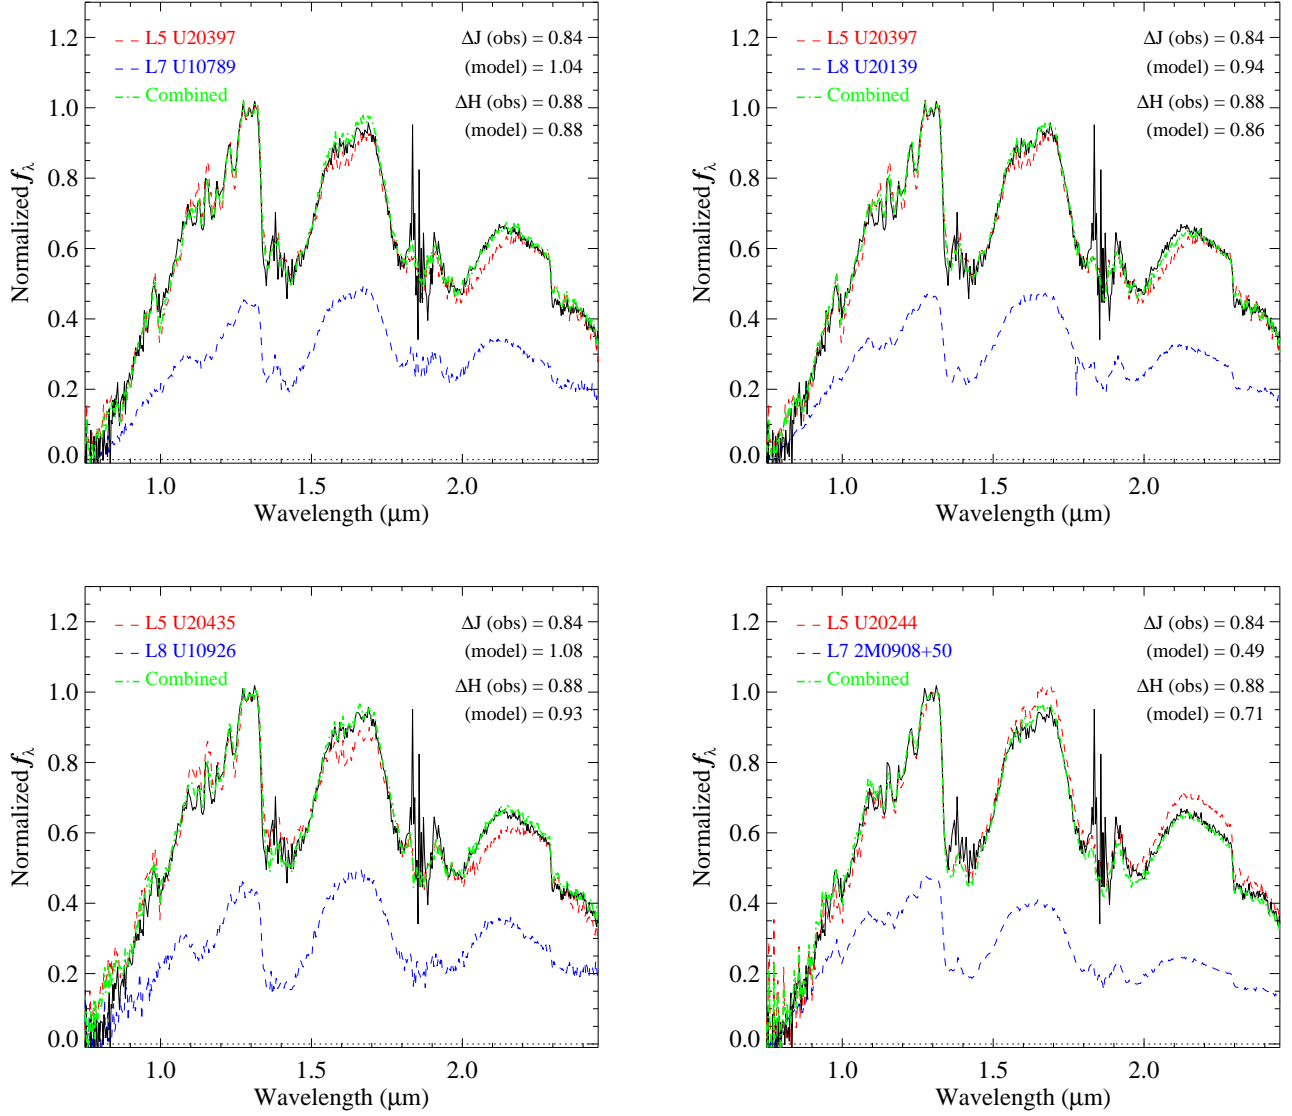 L5 U20397
L7 U10789
Combined
ΔJ (obs) = 0.84
(model) = 1.04
ΔH (obs) = 0.88
(model) = 0.88
1.2
1.0
0.8
0.6
0.4
0.2
0.0
Normalized fλ
1.0 1.5 2.0
Wavelength (μm)
L5 U20397
L8 U20139
Combined
ΔJ (obs) = 0.84
(model) = 0.94
ΔH (obs) = 0.88
(model) = 0.86
1.2
1.0
0.8
0.6
0.4
0.2
0.0
Normalized fλ
1.0 1.5 2.0
Wavelength (μm)
L5 U20435
L8 U10926
Combined
ΔJ (obs) = 0.84
(model) = 1.08
ΔH (obs) = 0.88
(model) = 0.93
1.2
1.0
0.8
0.6
0.4
0.2
0.0
Normalized fλ
1.0 1.5 2.0
Wavelength (μm)
L5 U20244
L7 2M0908+50
Combined
ΔJ (obs) = 0.84
(model) = 0.49
ΔH (obs) = 0.88
(model) = 0.71
1.2
1.0
0.8
0.6
0.4
0.2
0.0
Normalized fλ
1.0 1.5 2.0
Wavelength (μm)